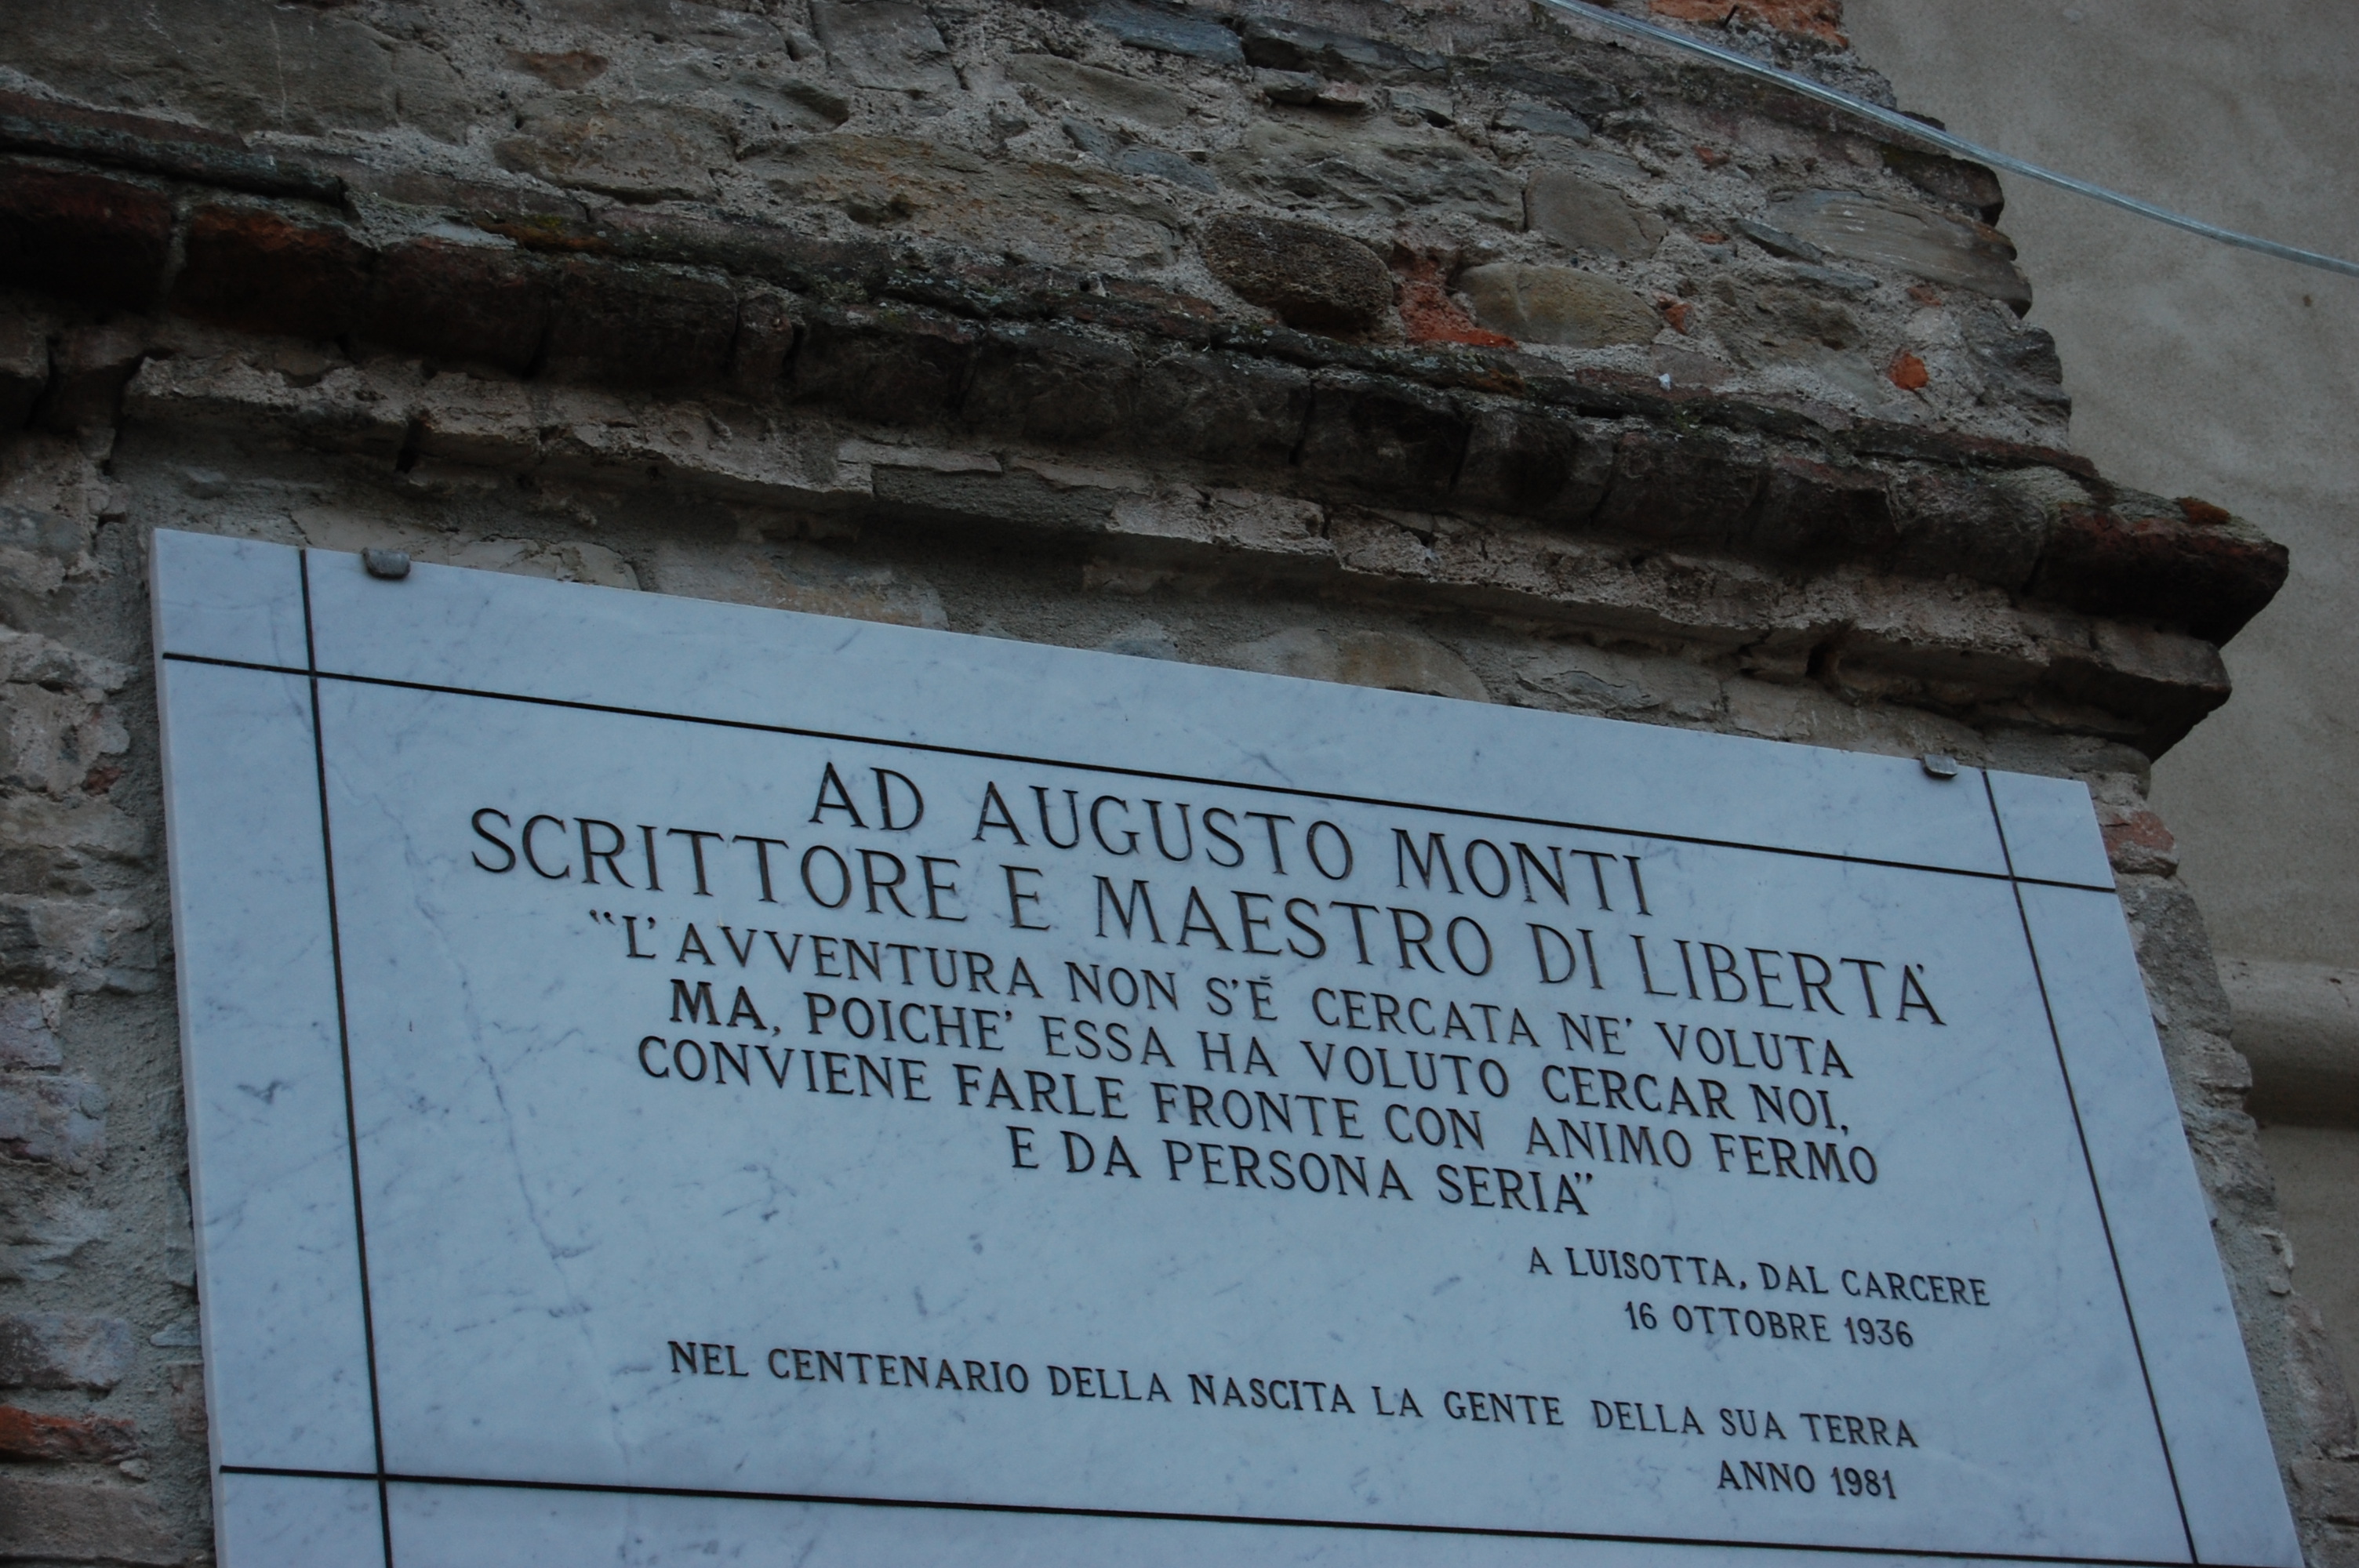 AD AUGUSTO MONTI
SCRITTORE E MAESTRO DI LIBERTÀ
"L'AVVENTURA NON S'É CERCATA NE' VOLUTA
MA, POICHE' ESSA HA VOLUTO CERCAR NOI,
CONVIENE FARLE FRONTE CON ANIMO FERMO
E DA PERSONA SERIA"
A LUISOTTA, DAL CARCERE
16 OTTOBRE 1936
NEL CENTENARIO DELLA NASCITA LA GENTE DELLA SUA TERRA
ANNO 1981